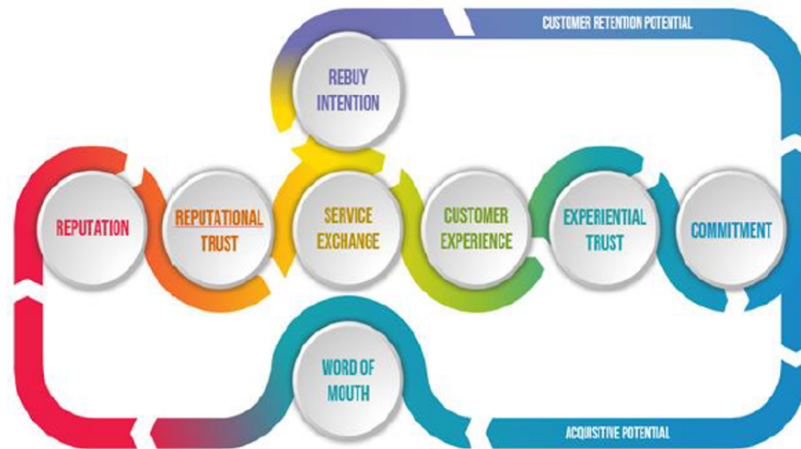 CUSTOMER RETENTION POTENTIAL
REBUY
INTENTION
REPUTATION
REPUTATIONAL
TRUST
SERVICE
EXCHANGE
CUSTOMER
EXPERIENCE
EXPERIENTIAL
TRUST
COMMITMENT
WORD OF
MOUTH
ACQUISITIVE POTENTIAL